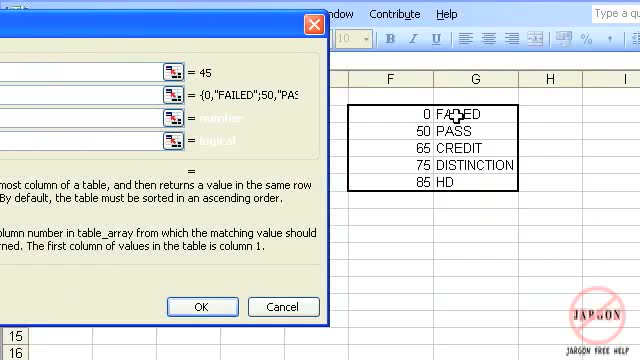 indow Contribute Help
Type a qu
10 B I U
F G H I
= 45
= {0,"FAILED";50,"PAS
= number
= logical
=
most column of a table, and then returns a value in the same row
By default, the table must be sorted in an ascending order.
olumn number in table_array from which the matching value should
rned. The first column of values in the table is column 1.
OK Cancel
0 FAILED
50 PASS
65 CREDIT
75 DISTINCTION
85 HD
15
16
JARGON
JARGON FREE HELP